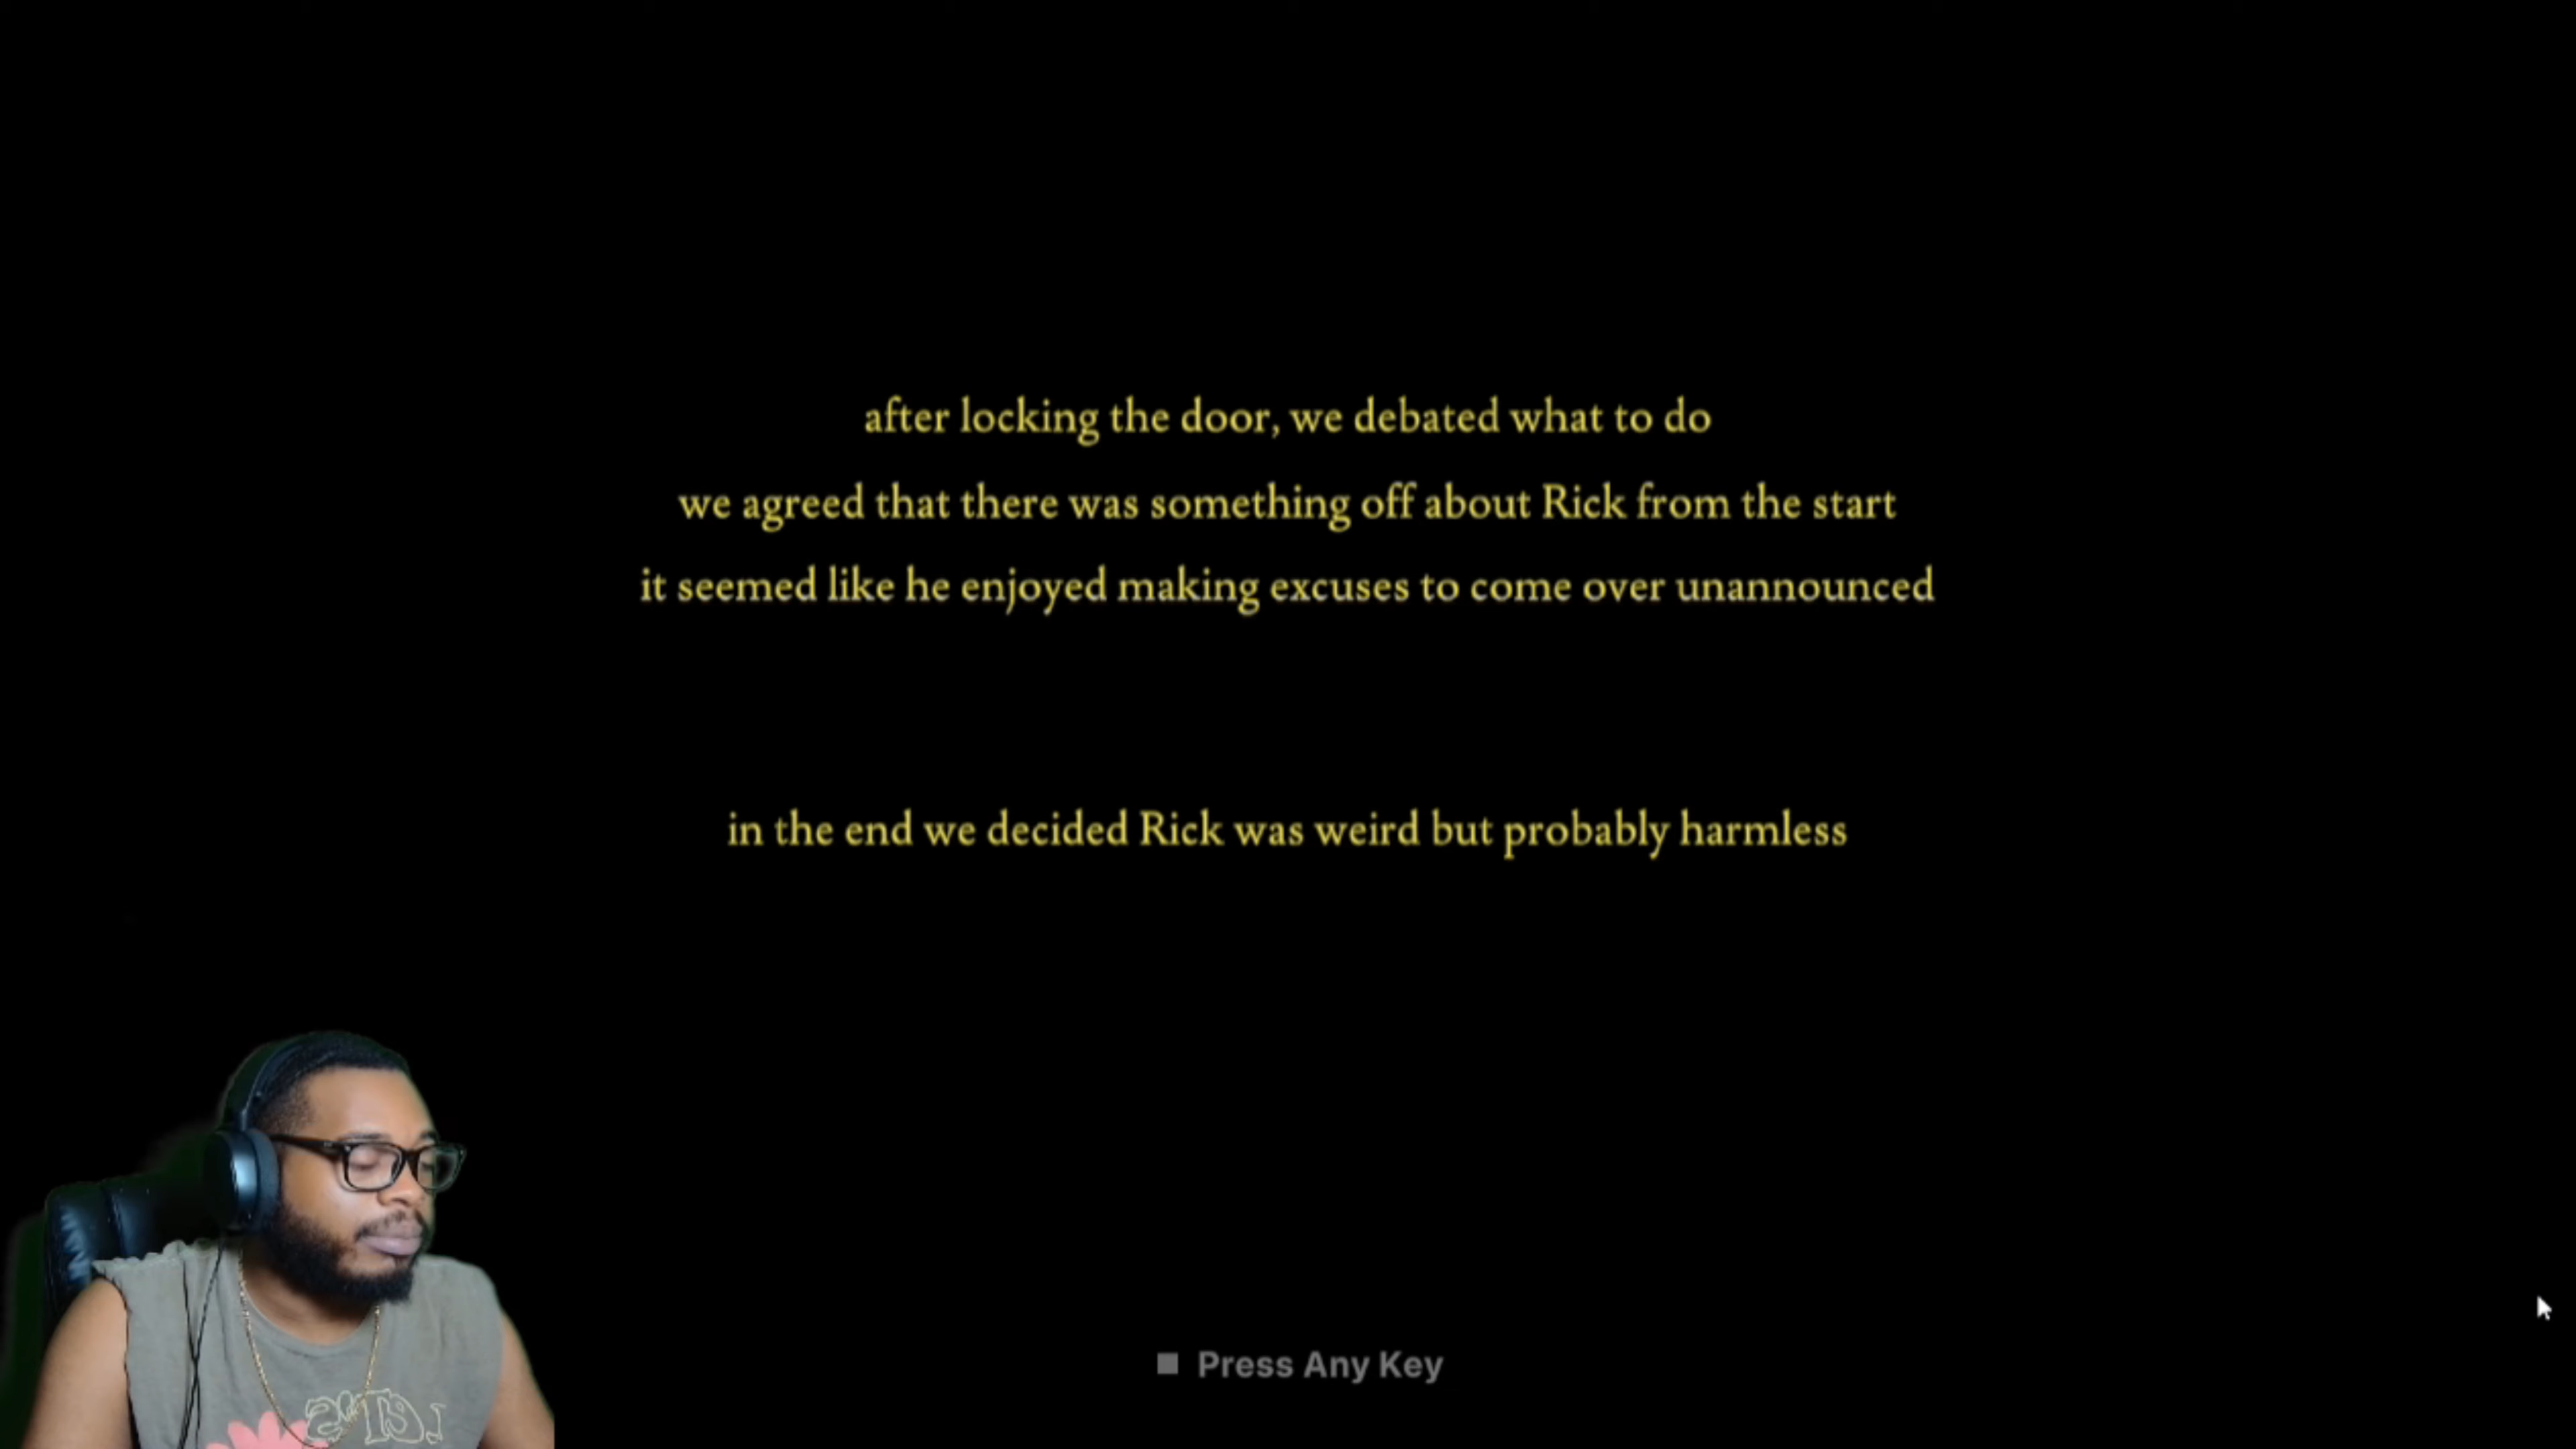 after locking the door, we debated what to do
we agreed that there was something off about Rick from the start
it seemed like he enjoyed making excuses to come over unannounced
in the end we decided Rick was weird but probably harmless
Press Any Key
LET'S